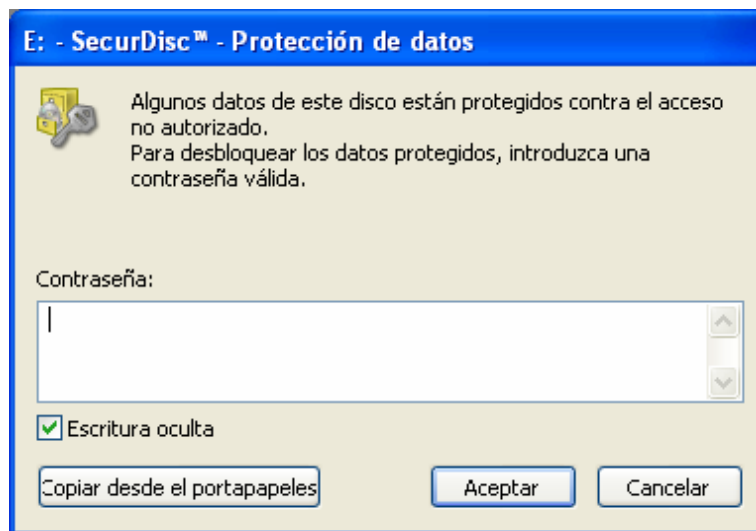 E: - SecurDisc™ - Protección de datos
Algunos datos de este disco están protegidos contra el acceso
no autorizado.
Para desbloquear los datos protegidos, introduzca una
contraseña válida.
Contraseña:
Escritura oculta
Copiar desde el portapapeles Aceptar Cancelar